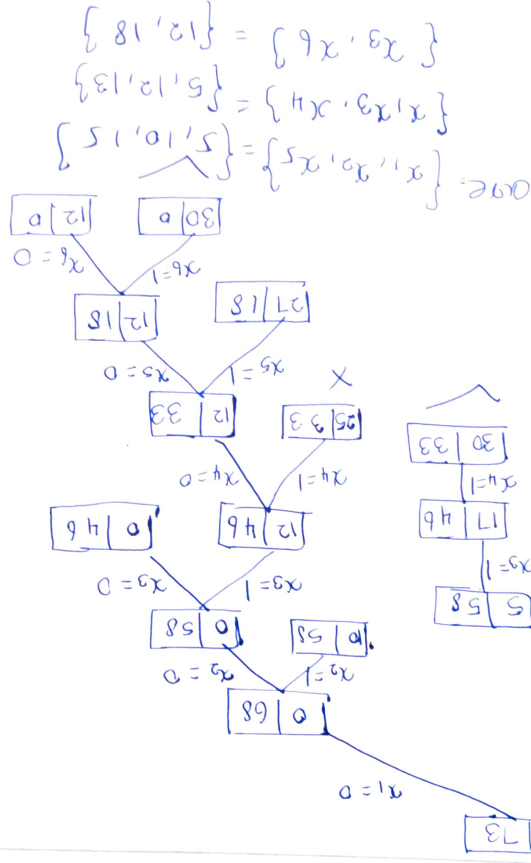 73
x₁ = 0
0 | 68
x₂=1 x₂ = 0
10 | 58 0 | 58
5 | 58
x₃=1 x₃=1 x₃ = 0
17 | 46 12 | 46 0 | 46
x₄=1 x₄=1 x₄=0
30 | 33 25 | 33 12 | 33
X
x₅=1 x₅=0
27 | 18 12 | 18
x₆=1 x₆=0
30 | 0 12 | 0
are = {x₁, x₂, x₅} = {5, 10, 15}
{x₁, x₃, x₄} = {5, 12, 13}
{x₃, x₆} = {12, 18}